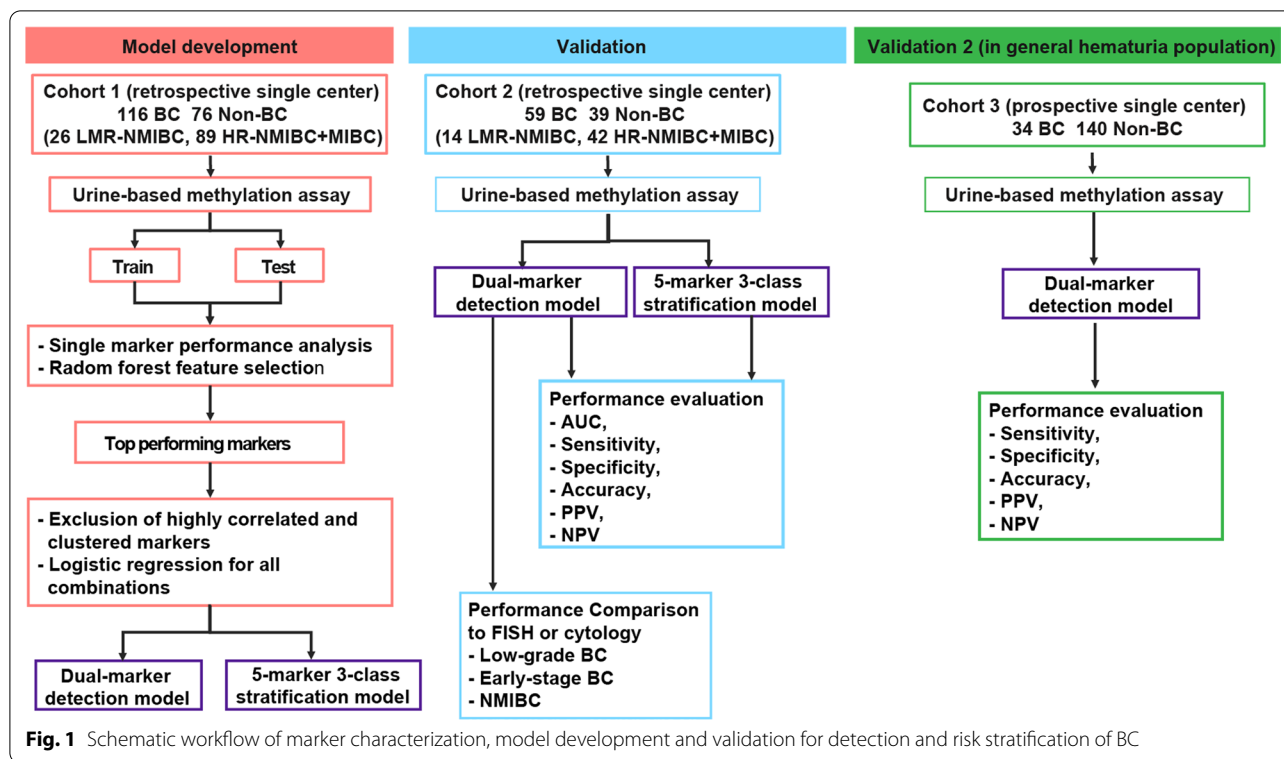 Model development
Cohort 1 (retrospective single center)
116 BC 76 Non-BC
(26 LMR-NMIBC, 89 HR-NMIBC+MIBC)
Urine-based methylation assay
Train
Test
- Single marker performance analysis
- Radom forest feature selection
Top performing markers
- Exclusion of highly correlated and
clustered markers
- Logistic regression for all
combinations
Dual-marker
detection model
5-marker 3-class
stratification model
Validation
Cohort 2 (retrospective single center)
59 BC 39 Non-BC
(14 LMR-NMIBC, 42 HR-NMIBC+MIBC)
Urine-based methylation assay
Dual-marker
detection model
5-marker 3-class
stratification model
Performance evaluation
- AUC,
- Sensitivity,
- Specificity,
- Accuracy,
- PPV,
- NPV
Performance Comparison
to FISH or cytology
- Low-grade BC
- Early-stage BC
- NMIBC
Validation 2 (in general hematuria population)
Cohort 3 (prospective single center)
34 BC 140 Non-BC
Urine-based methylation assay
Dual-marker
detection model
Performance evaluation
- Sensitivity,
- Specificity,
- Accuracy,
- PPV,
- NPV
Fig. 1 Schematic workflow of marker characterization, model development and validation for detection and risk stratification of BC